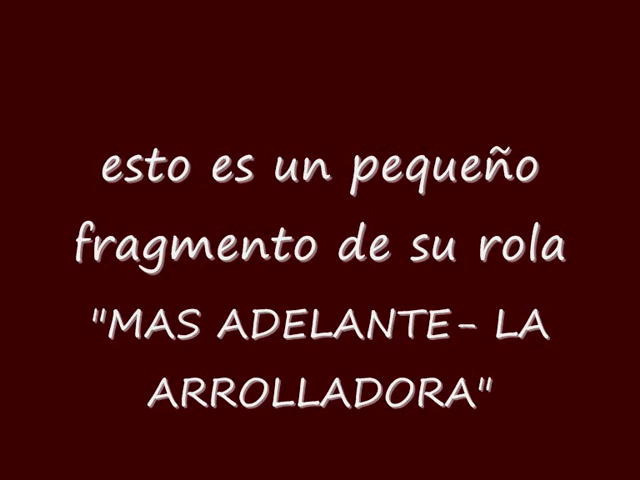 esto es un pequeño
fragmento de su rola
"MAS ADELANTE- LA
ARROLLADORA"